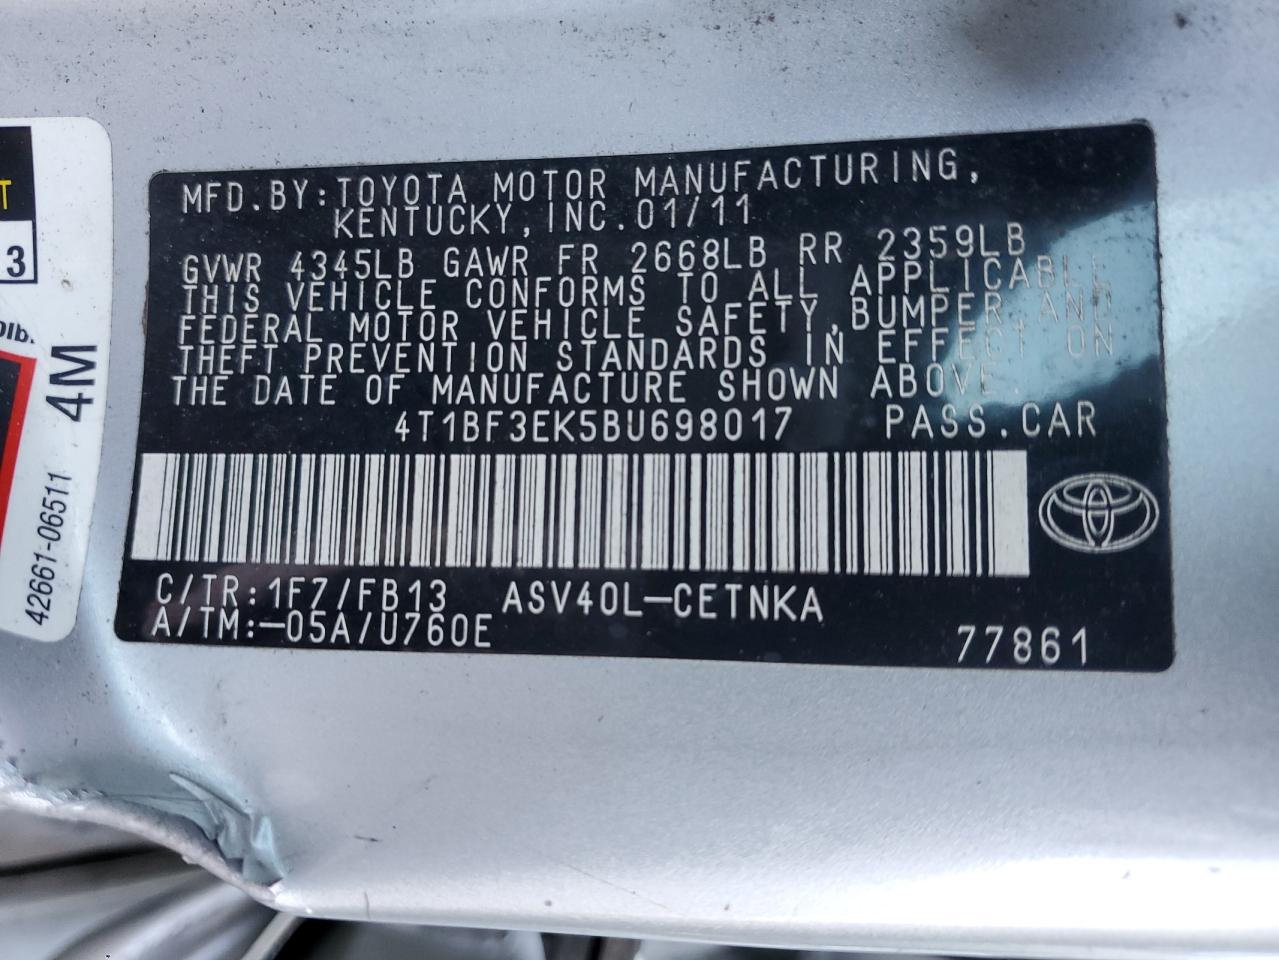 MFD.BY:TOYOTA MOTOR MANUFACTURING,
KENTUCKY,INC.01/11
GVWR 4345LB GAWR FR 2668LB RR 2359LB
THIS VEHICLE CONFORMS TO ALL APPLICABLE
FEDERAL MOTOR VEHICLE SAFETY,BUMPER,AND
THEFT PREVENTION STANDARDS IN EFFECT ON
THE DATE OF MANUFACTURE SHOWN ABOVE.
4T1BF3EK5BU698017 PASS.CAR
C/TR:1F7/FB13 ASV40L-CETNKA
A/TM:-05A/U760E
77861
T
3
4M
42661-06511